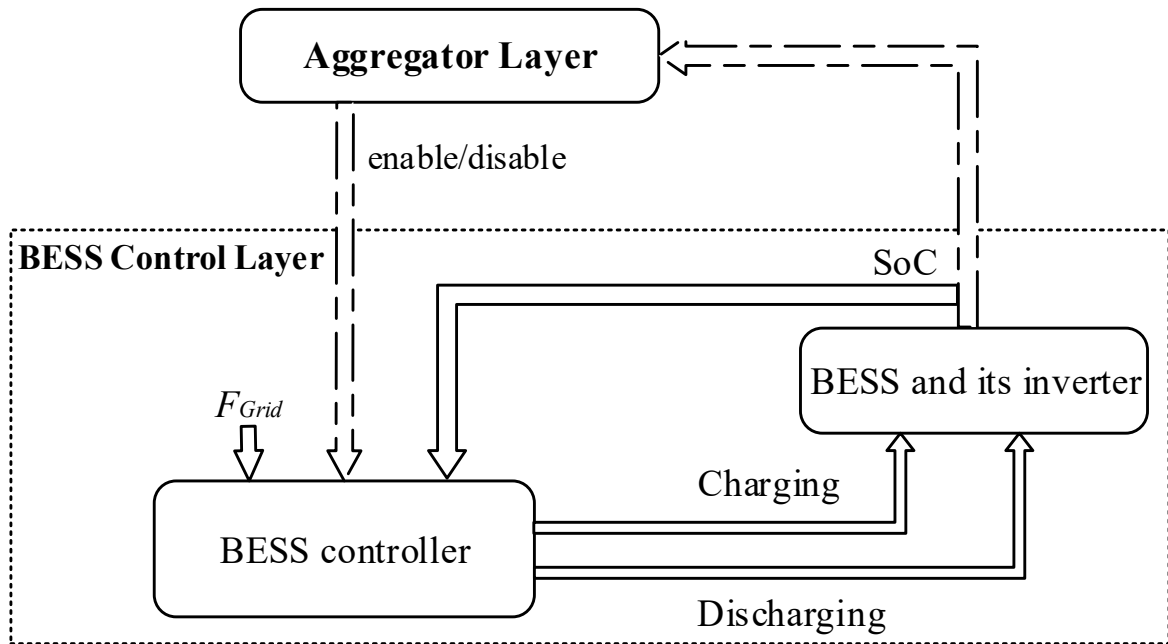 Aggregator Layer
enable/disable
BESS Control Layer
SoC
BESS and its inverter
FGrid
Charging
BESS controller
Discharging